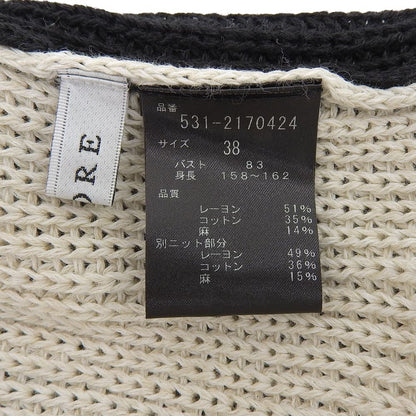 ORE
品番
531-2170424
サイズ 38
バスト 83
身長 158〜162
品質
レーヨン 51%
コットン 35%
麻 14%
別ニット部分
レーヨン 49%
コットン 36%
麻 15%